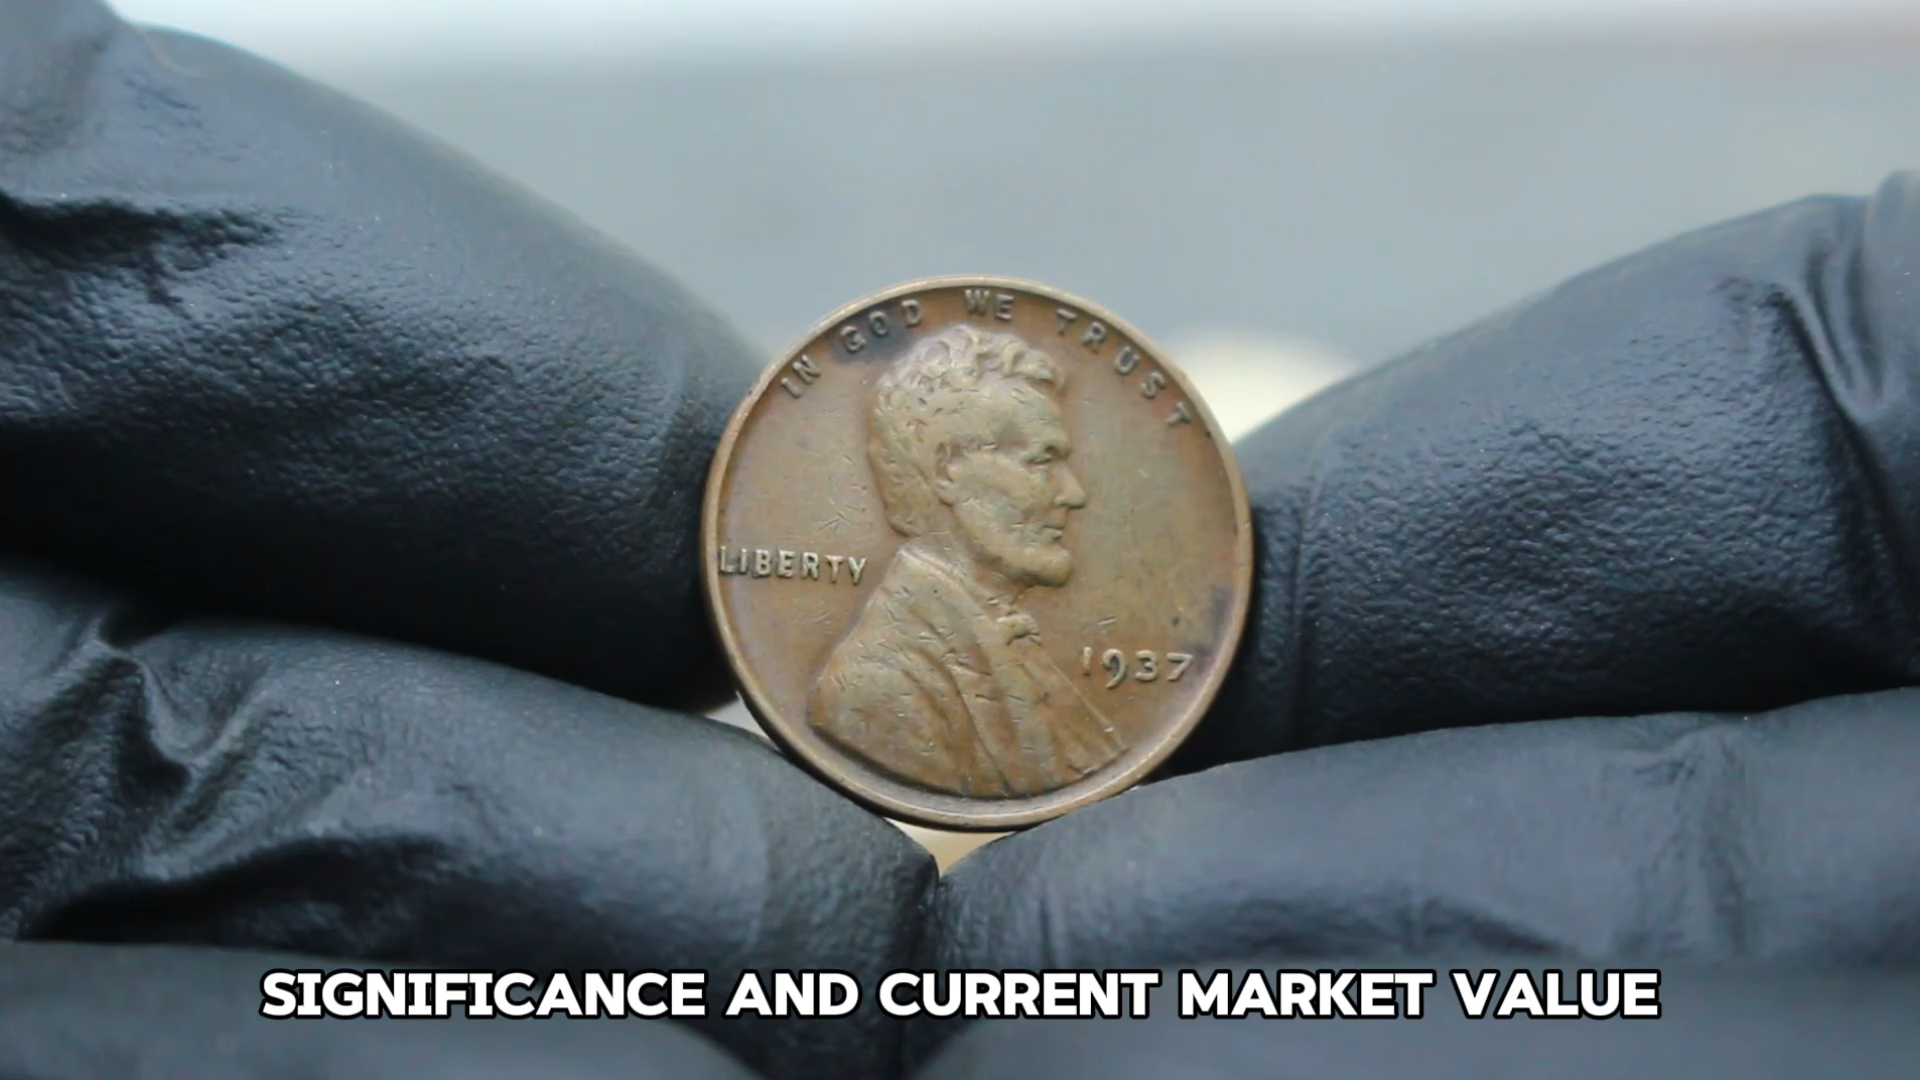 IN GOD WE TRUST
LIBERTY
1937
SIGNIFICANCE AND CURRENT MARKET VALUE